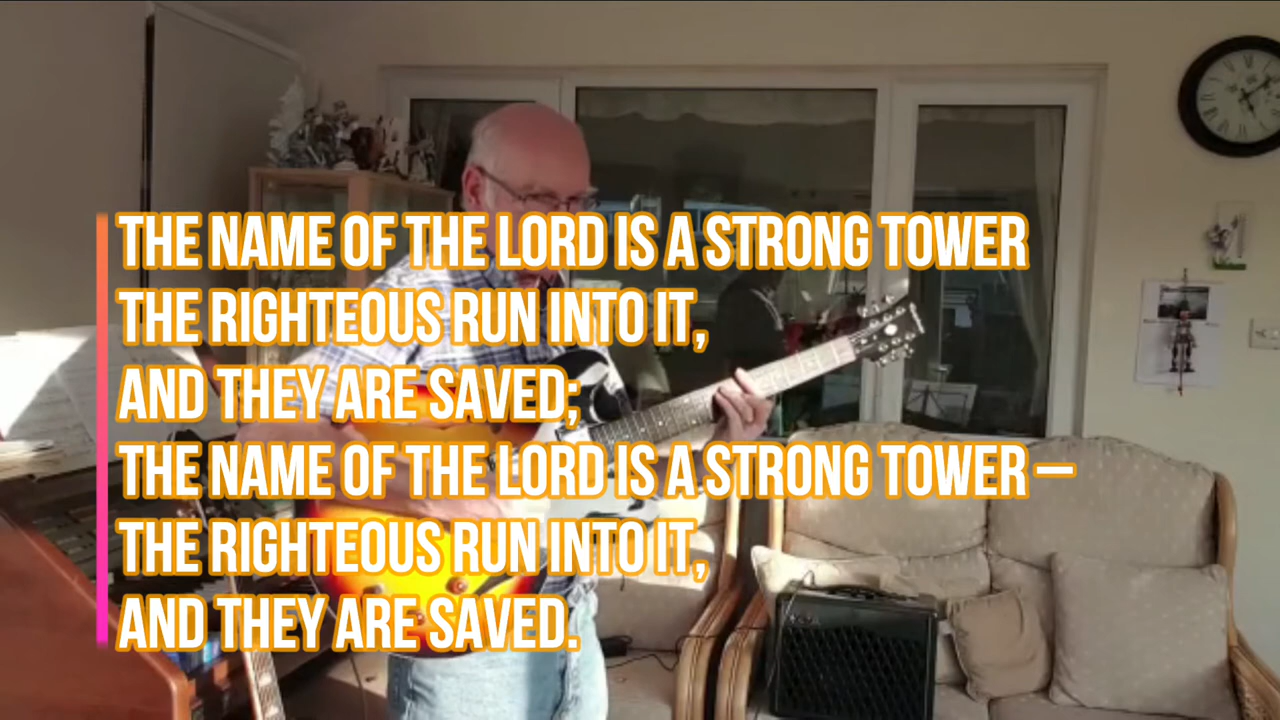 THE NAME OF THE LORD IS A STRONG TOWER
THE RIGHTEOUS RUN INTO IT,
AND THEY ARE SAVED;
THE NAME OF THE LORD IS A STRONG TOWER –
THE RIGHTEOUS RUN INTO IT,
AND THEY ARE SAVED.